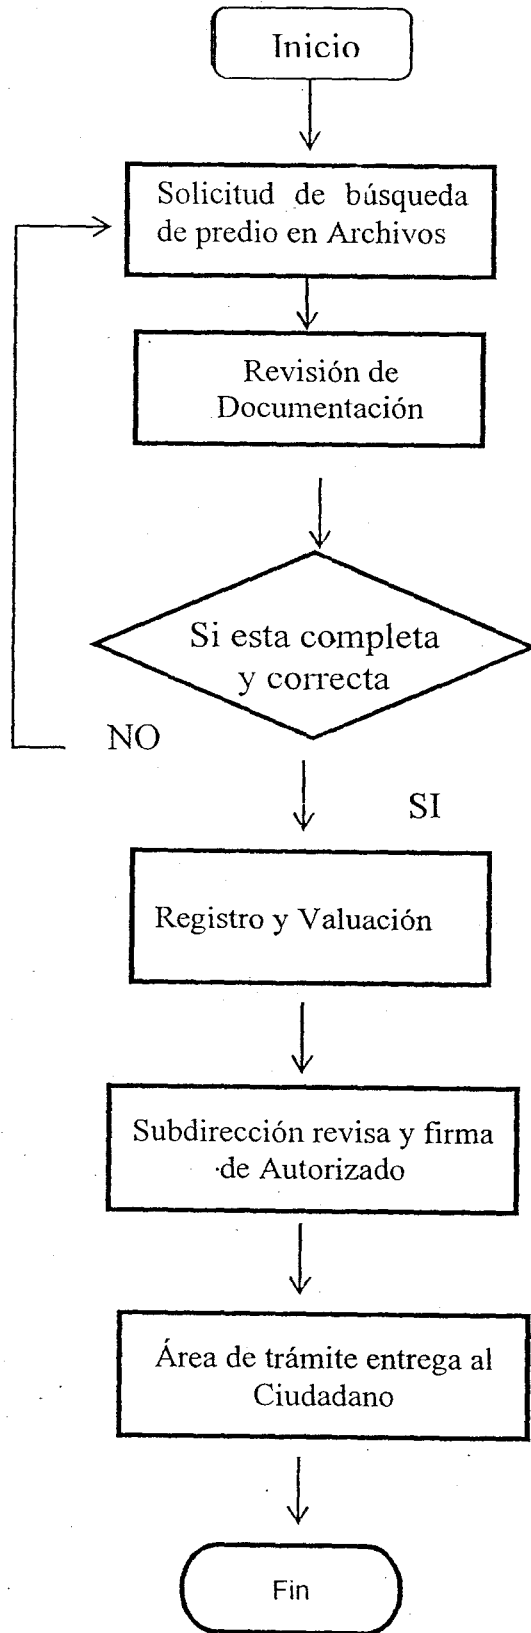 Inicio
Solicitud de búsqueda
de predio en Archivos
Revisión de
Documentación
Si esta completa
y correcta
NO
SI
Registro y Valuación
Subdirección revisa y firma
de Autorizado
Área de trámite entrega al
Ciudadano
Fin